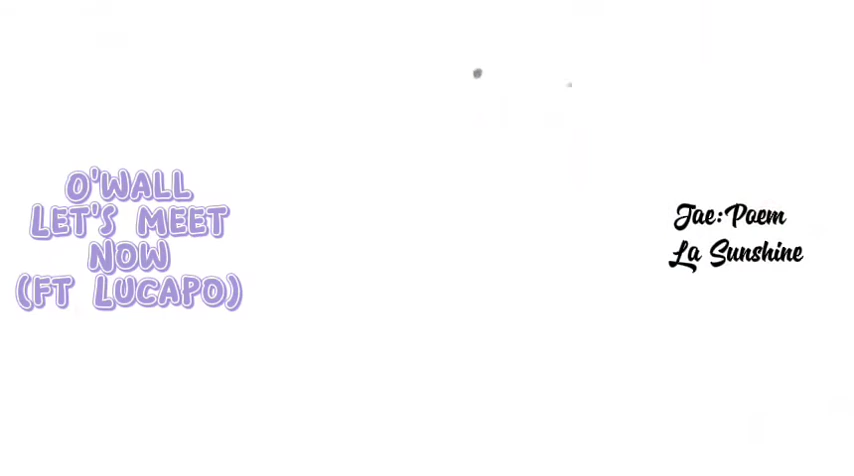 O'WALL
LET'S MEET
NOW
(FT LUCAPO)
Jae:Poem
La Sunshine